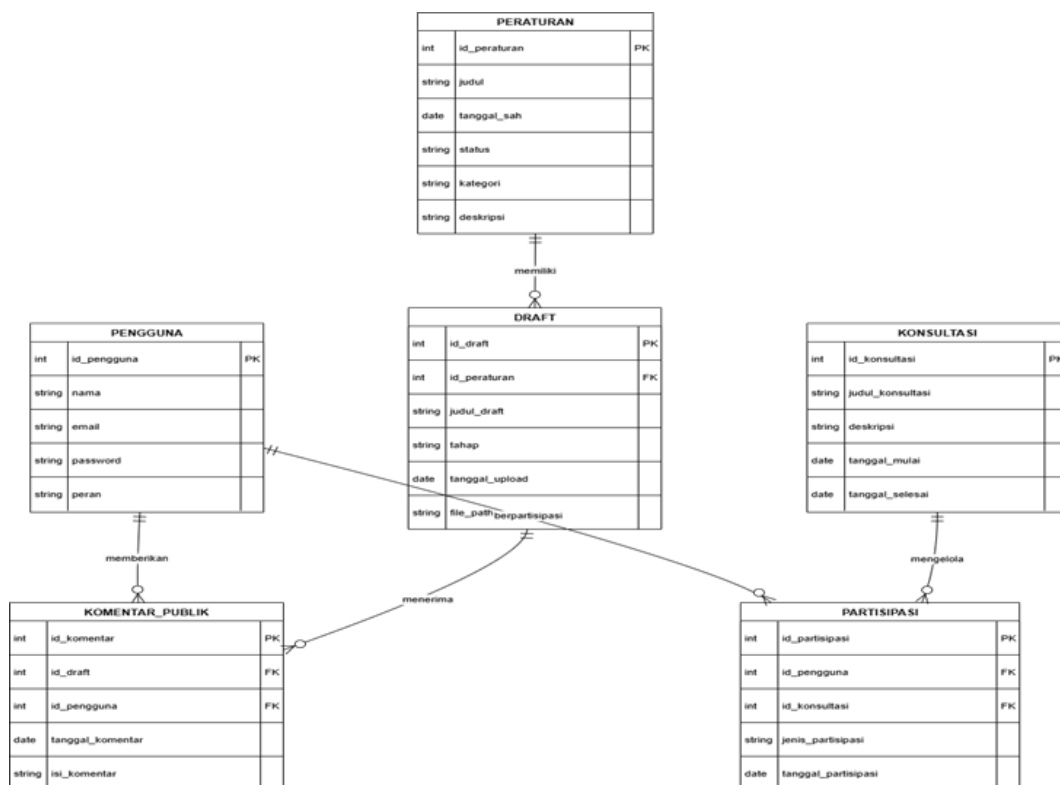 PERATURAN
int id_peraturan PK
string judul
date tanggal_sah
string status
string kategori
string deskripsi
memiliki
PENGGUNA
int id_pengguna PK
string nama
string email
string password
string peran
DRAFT
int id_draft PK
int id_peraturan FK
string judul_draft
string tahap
date tanggal_upload
string file_path
berpartisipasi
KONSULTASI
int id_konsultasi PK
string judul_konsultasi
string deskripsi
date tanggal_mulai
date tanggal_selesai
memberikan
menerima
mengelola
KOMENTAR_PUBLIK
int id_komentar PK
int id_draft FK
int id_pengguna FK
date tanggal_komentar
string isi_komentar
PARTISIPASI
int id_partisipasi PK
int id_pengguna FK
int id_konsultasi FK
string jenis_partisipasi
date tanggal_partisipasi